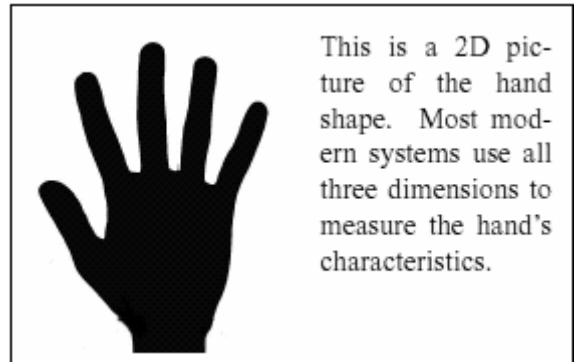 This is a 2D pic-
ture of the hand
shape. Most mod-
ern systems use all
three dimensions to
measure the hand's
characteristics.